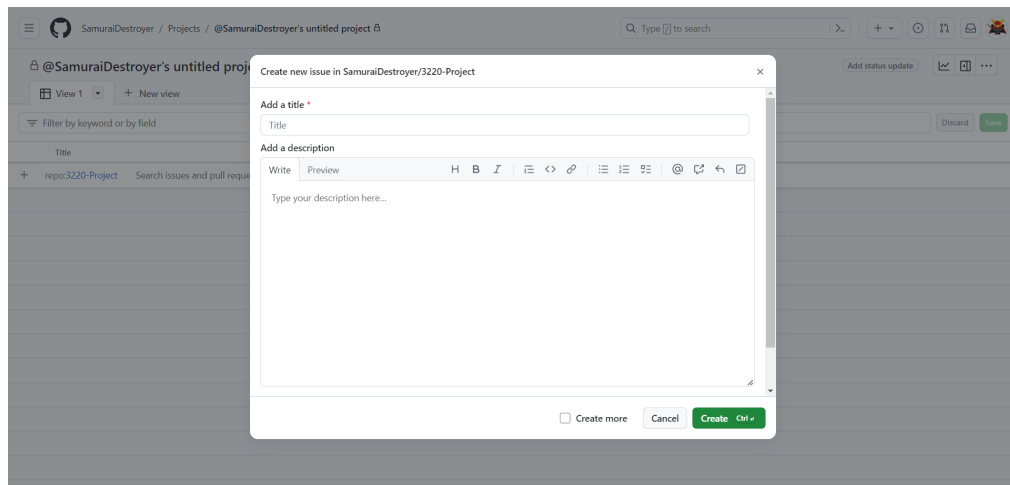 SamuraiDestroyer / Projects / @SamuraiDestroyer's untitled project
Type / to search
@SamuraiDestroyer's untitled proje
Add status update
View 1
+ New view
Filter by keyword or by field
Discard
Save
Title
+ repo:3220-Project Search issues and pull reque
Create new issue in SamuraiDestroyer/3220-Project
Add a title *
Title
Add a description
Write Preview
Type your description here...
Create more
Cancel
Create Ctrl